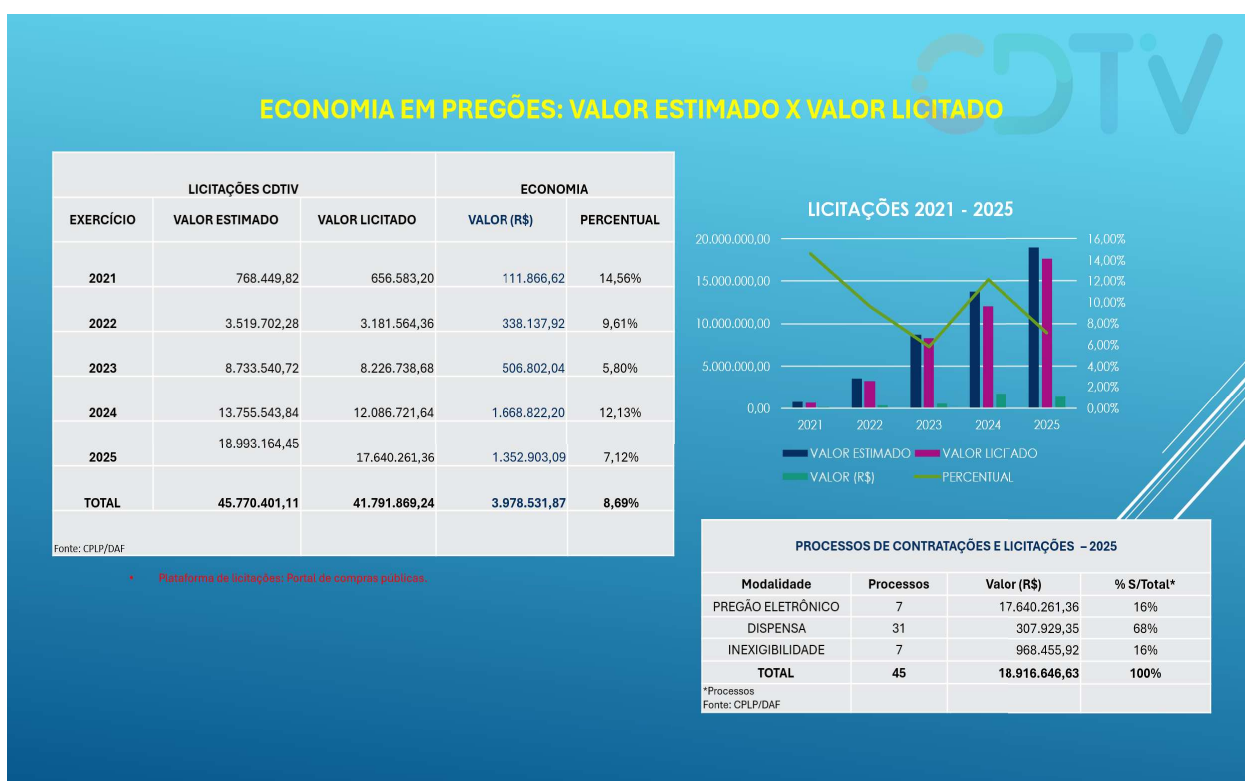 CDTIV
ECONOMIA EM PREGÕES: VALOR ESTIMADO X VALOR LICITADO
LICITAÇÕES CDTIV ECONOMIA
EXERCÍCIO VALOR ESTIMADO VALOR LICITADO VALOR (R$) PERCENTUAL
2021 768.449,82 656.583,20 111.866,62 14,56%
2022 3.519.702,28 3.181.564,36 338.137,92 9,61%
2023 8.733.540,72 8.226.738,68 506.802,04 5,80%
2024 13.755.543,84 12.086.721,64 1.668.822,20 12,13%
2025 18.993.164,45 17.640.261,36 1.352.903,09 7,12%
TOTAL 45.770.401,11 41.791.869,24 3.978.531,87 8,69%
Fonte: CPLP/DAF
• Plataforma de licitações: Portal de compras públicas.
LICITAÇÕES 2021 - 2025
20.000.000,00 16,00%
14,00%
15.000.000,00 12,00%
10,00%
10.000.000,00 8,00%
6,00%
5.000.000,00 4,00%
2,00%
0,00 0,00%
2021 2022 2023 2024 2025
VALOR ESTIMADO VALOR LICITADO
VALOR (R$) PERCENTUAL
PROCESSOS DE CONTRATAÇÕES E LICITAÇÕES – 2025
Modalidade Processos Valor (R$) % S/Total*
PREGÃO ELETRÔNICO 7 17.640.261,36 16%
DISPENSA 31 307.929,35 68%
INEXIGIBILIDADE 7 968.455,92 16%
TOTAL 45 18.916.646,63 100%
*Processos
Fonte: CPLP/DAF